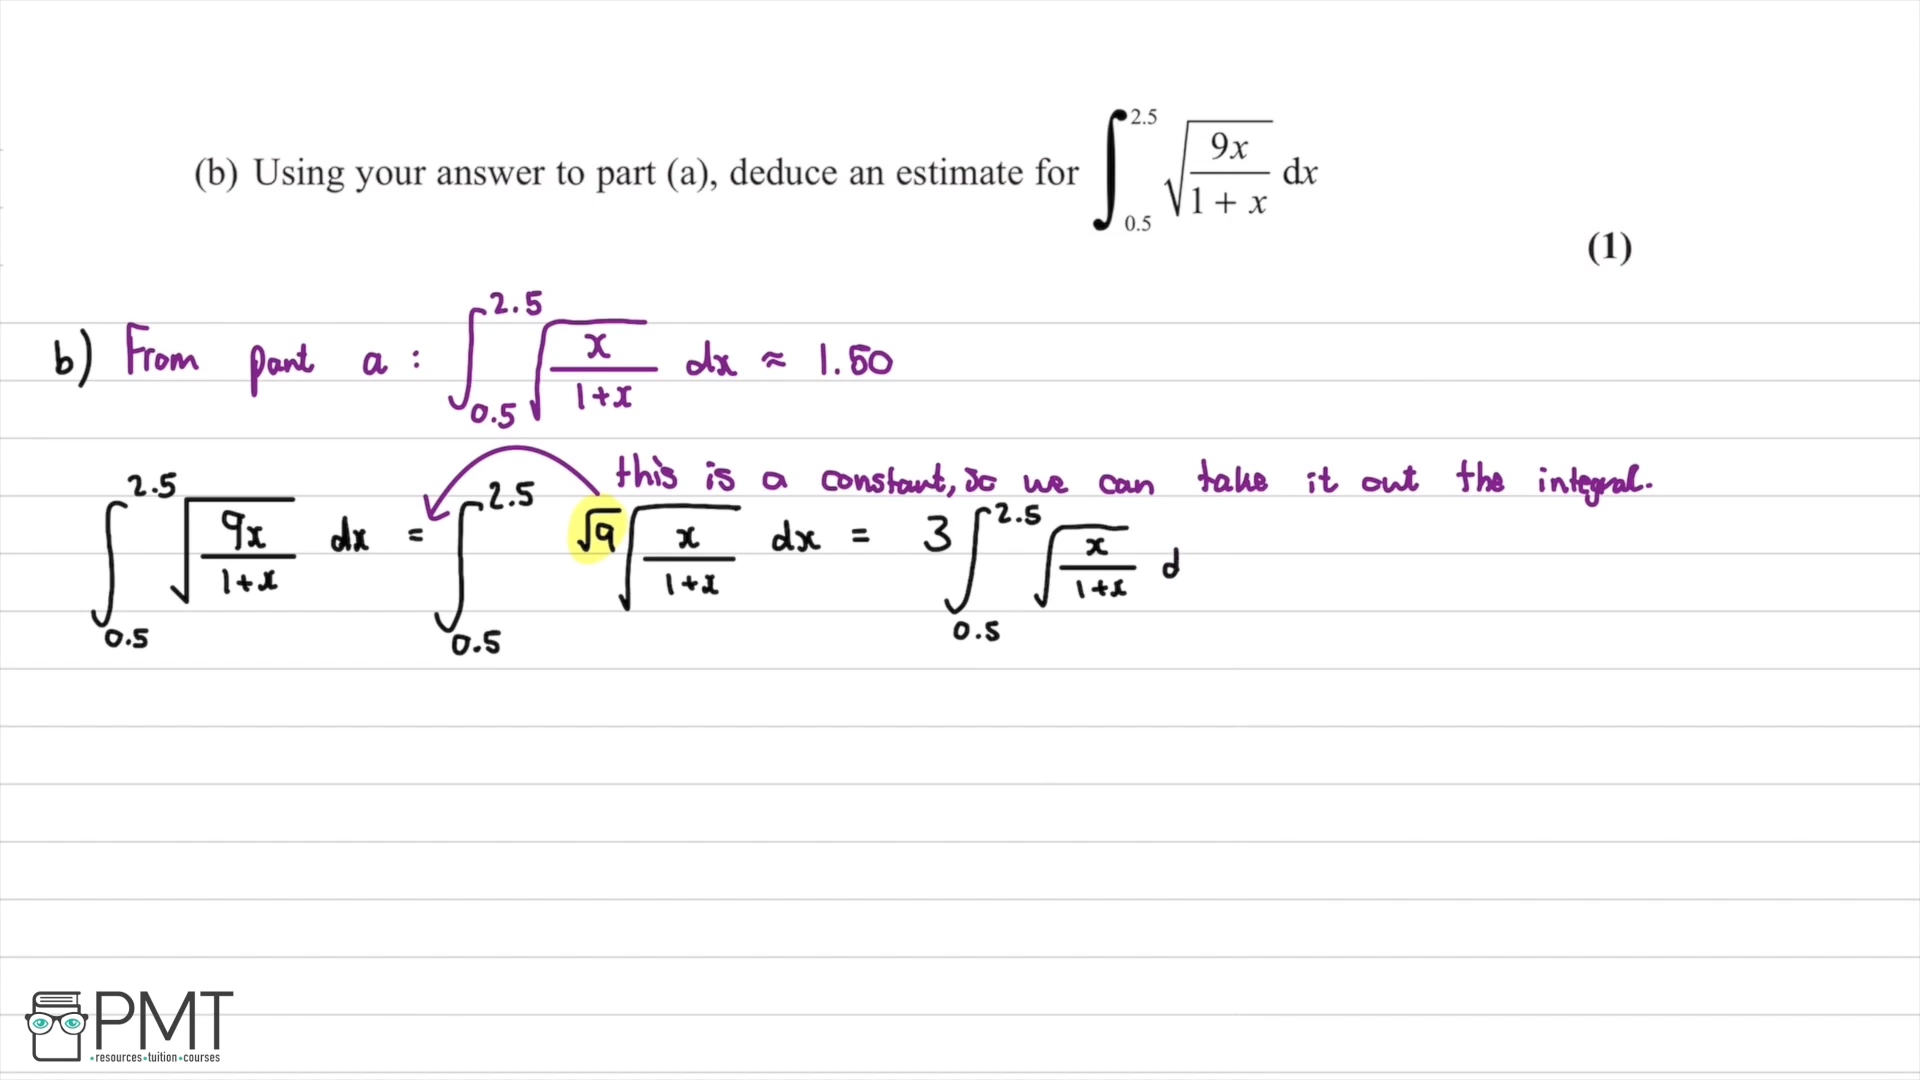 (b) Using your answer to part (a), deduce an estimate for ∫_{0.5}^{2.5} √(9x/(1 + x)) dx
(1)
b) From part a : ∫_{0.5}^{2.5} √(x/(1+x)) dx ≈ 1.50
this is a constant, so we can take it out the integral.
∫_{0.5}^{2.5} √(9x/(1+x)) dx = ∫_{0.5}^{2.5} √9 √(x/(1+x)) dx = 3 ∫_{0.5}^{2.5} √(x/(1+x)) d
PMT
•resources•tuition•courses